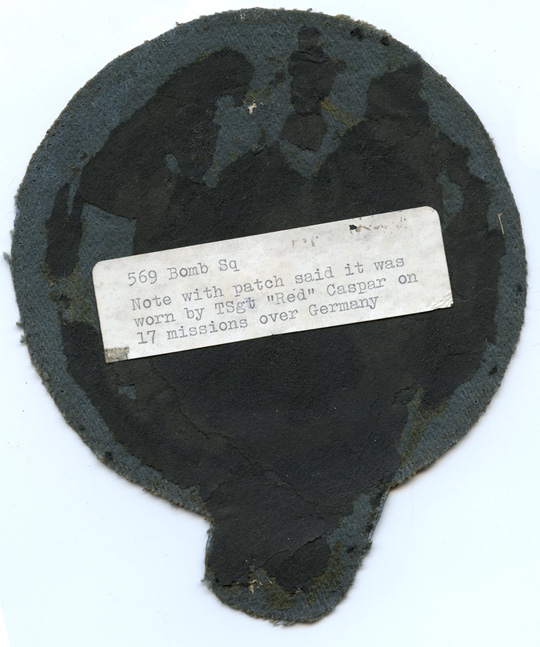 569 Bomb Sq
Note with patch said it was
worn by TSgt "Red" Caspar on
17 missions over Germany